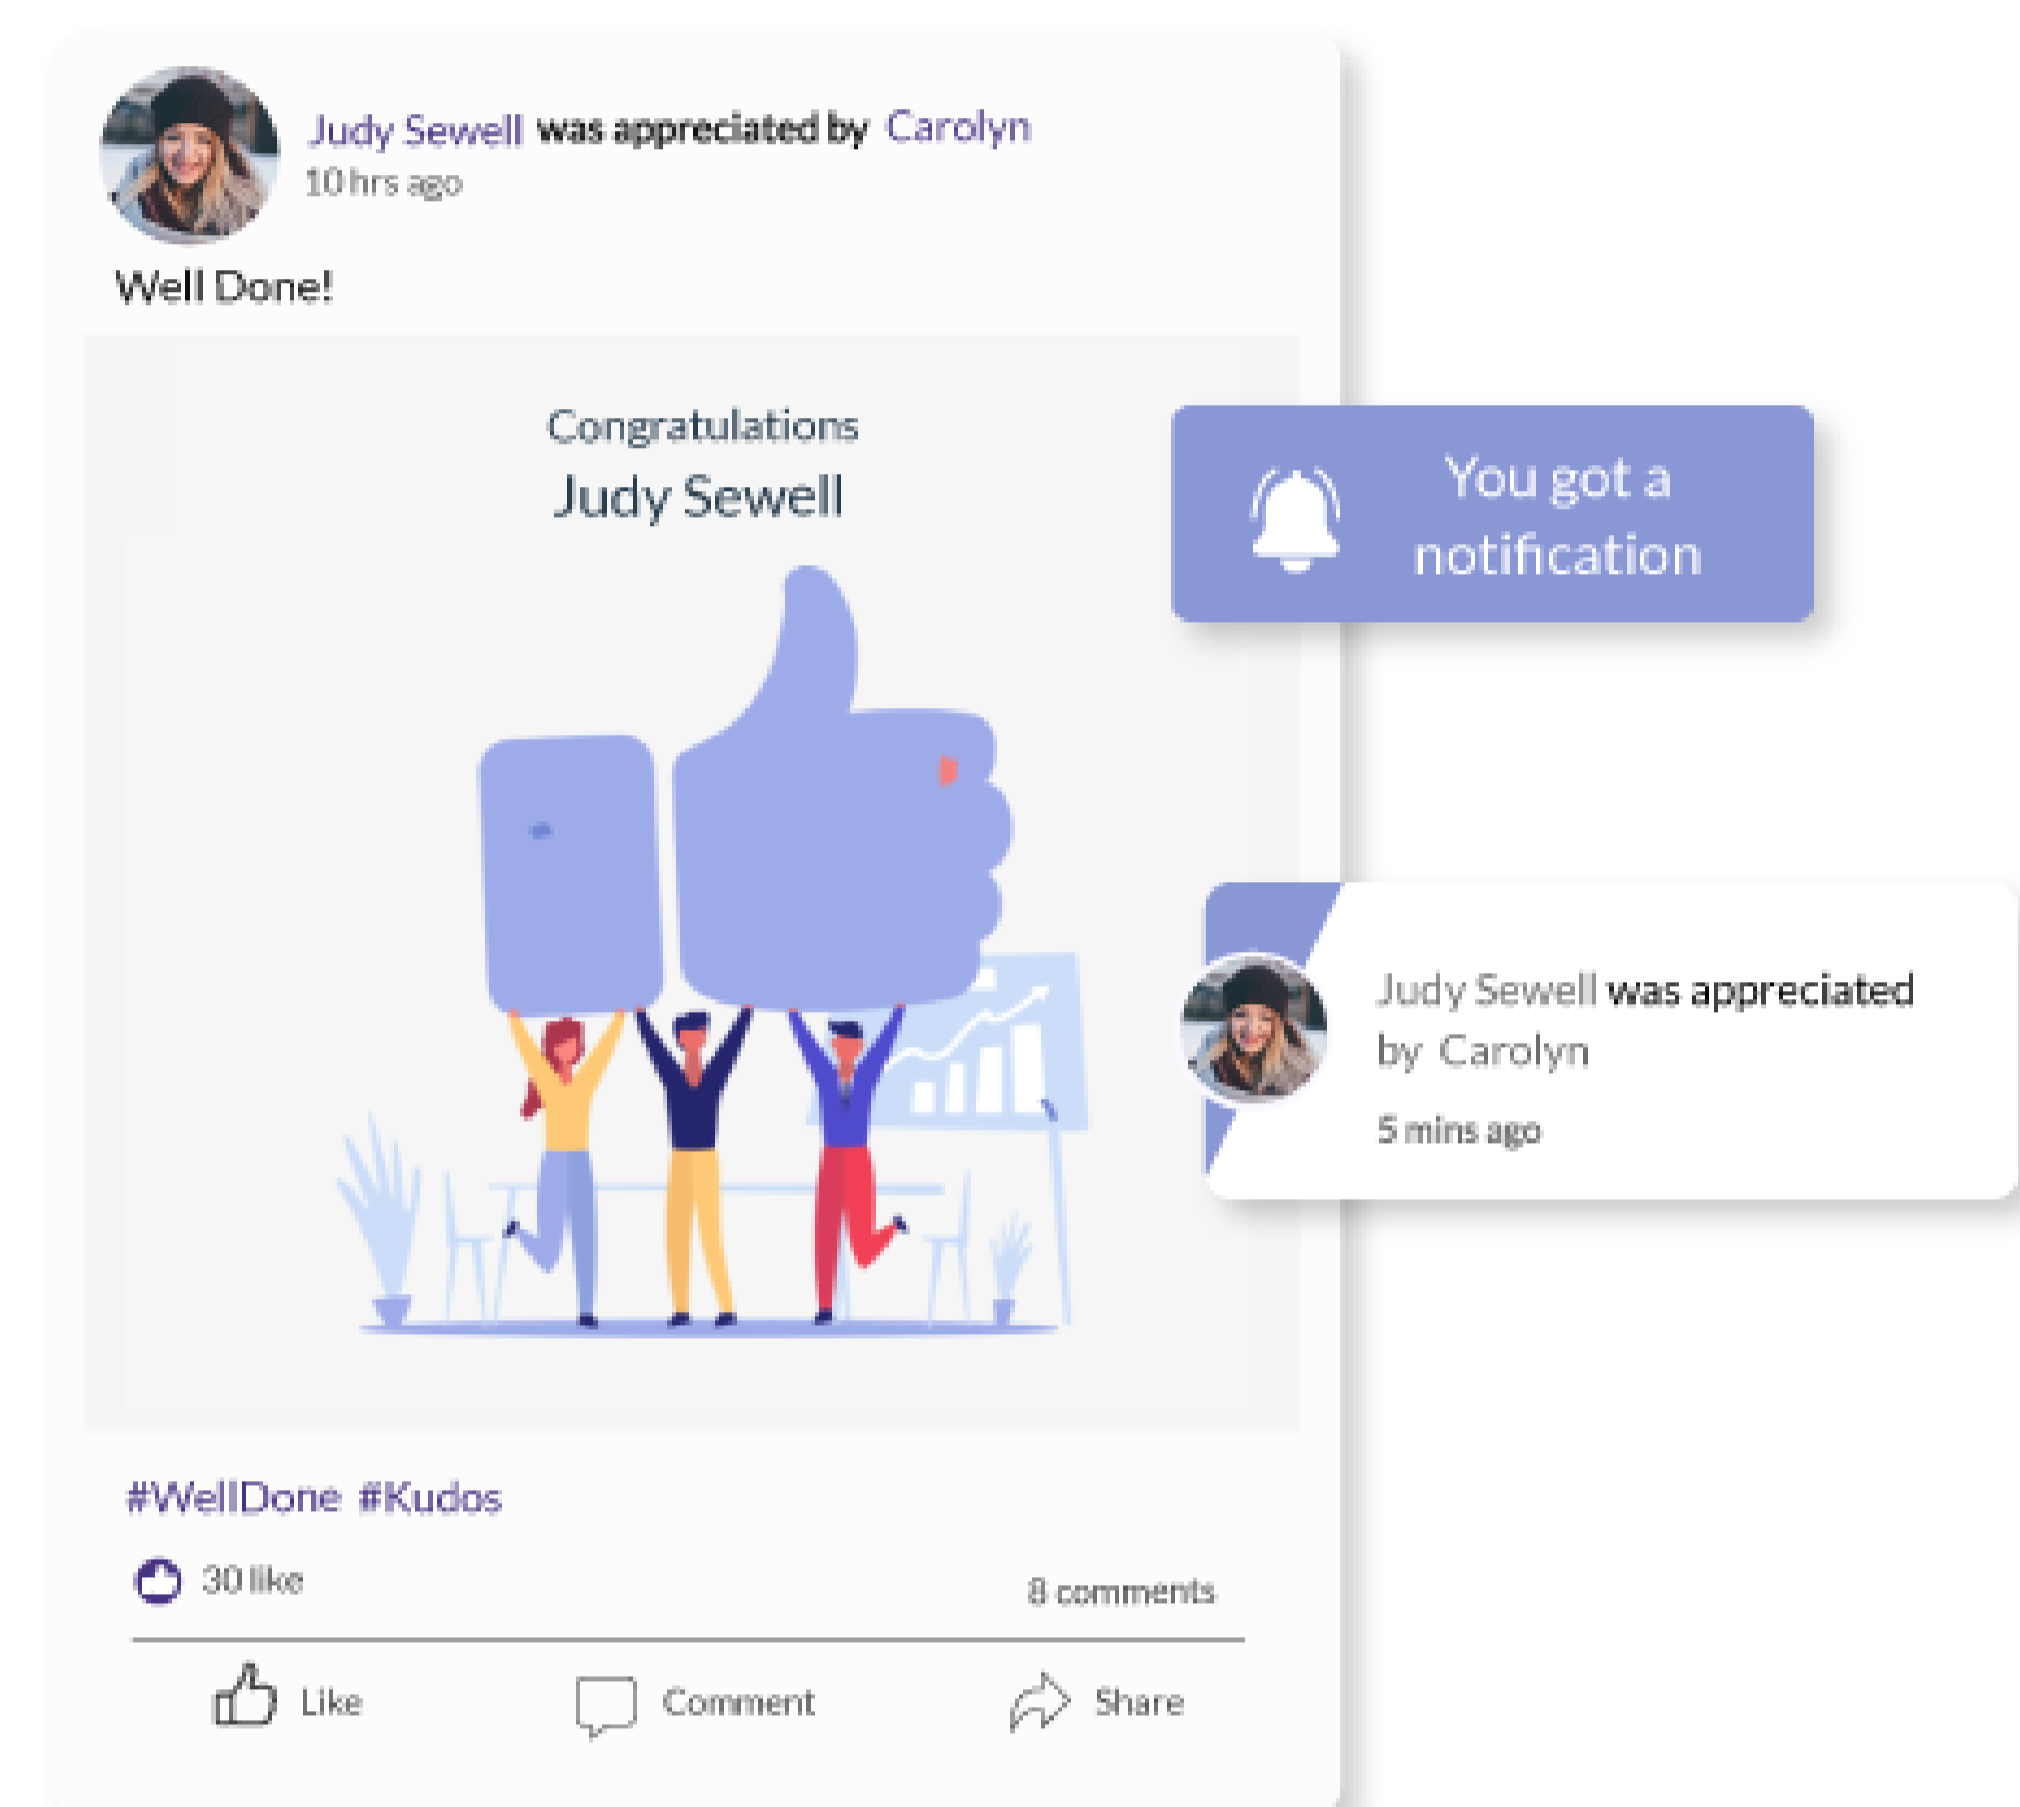 Judy Sewell was appreciated by Carolyn
10 hrs ago
Well Done!
Congratulations
Judy Sewell
You got a
notification
Judy Sewell was appreciated
by Carolyn
5 mins ago
#WellDone #Kudos
30 like
8 comments
Like
Comment
Share